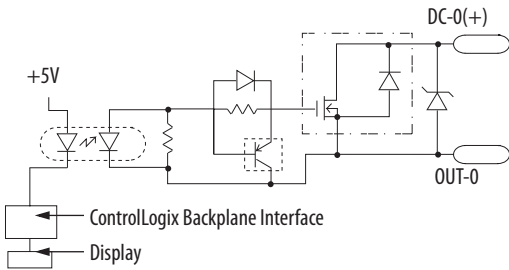 DC-0(+)
+5V
OUT-0
ControlLogix Backplane Interface
Display